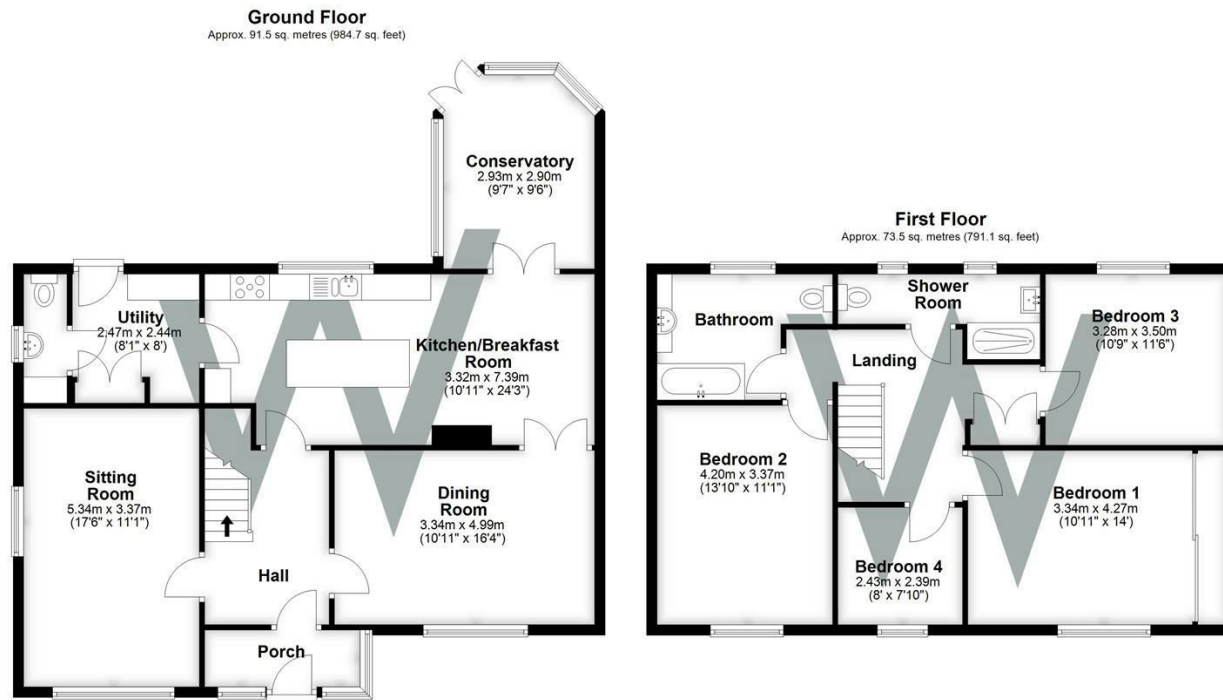 Ground Floor
Approx. 91.5 sq. metres (984.7 sq. feet)
Conservatory
2.93m x 2.90m
(9'7" x 9'6")
Utility
2.47m x 2.44m
(8'1" x 8')
Kitchen/Breakfast
Room
3.32m x 7.39m
(10'11" x 24'3")
Sitting
Room
5.34m x 3.37m
(17'6" x 11'1")
Dining
Room
3.34m x 4.99m
(10'11" x 16'4")
Hall
Porch
First Floor
Approx. 73.5 sq. metres (791.1 sq. feet)
Shower
Room
Bathroom
Bedroom 3
3.28m x 3.50m
(10'9" x 11'6")
Landing
Bedroom 2
4.20m x 3.37m
(13'10" x 11'1")
Bedroom 1
3.34m x 4.27m
(10'11" x 14')
Bedroom 4
2.43m x 2.39m
(8' x 7'10")
W
W